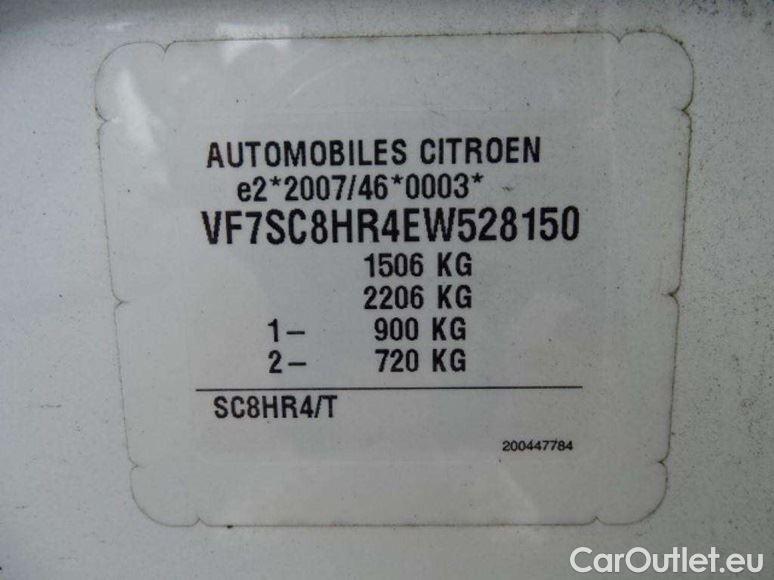 AUTOMOBILES CITROEN
e2*2007/46*0003*
VF7SC8HR4EW528150
1506 KG
2206 KG
1– 900 KG
2– 720 KG
SC8HR4/T
200447784
CarOutlet.eu